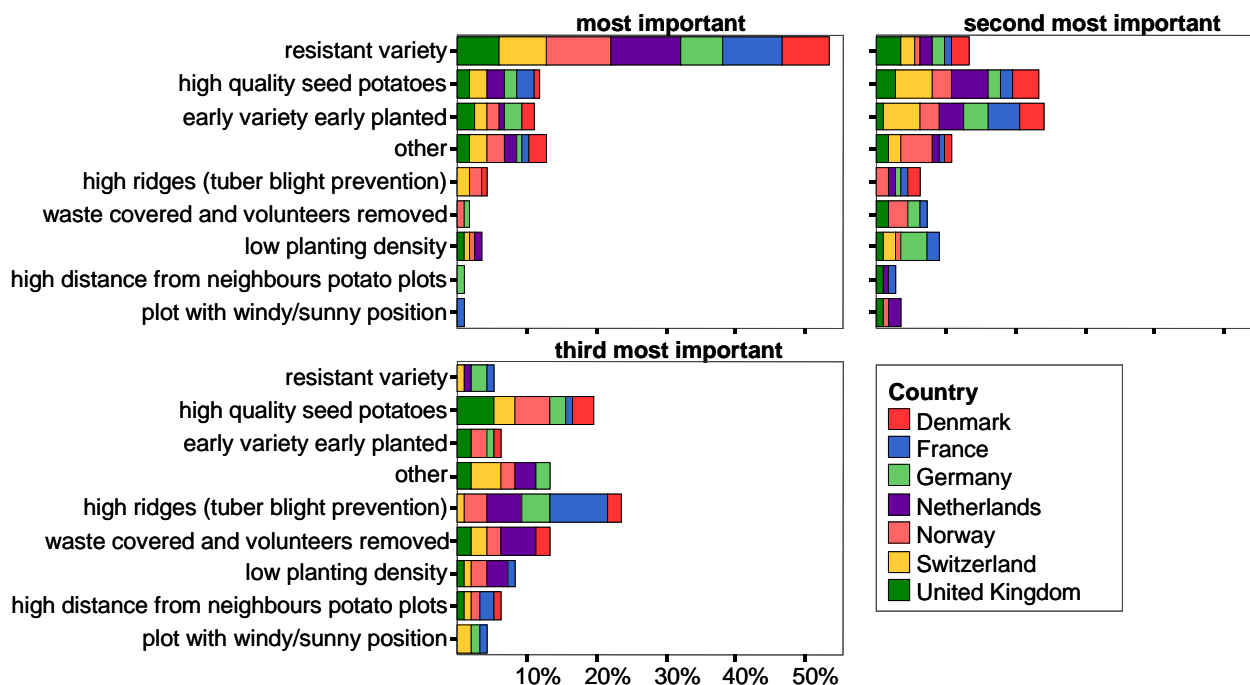 most important
second most important
resistant variety
high quality seed potatoes
early variety early planted
other
high ridges (tuber blight prevention)
waste covered and volunteers removed
low planting density
high distance from neighbours potato plots
plot with windy/sunny position
third most important
resistant variety
high quality seed potatoes
early variety early planted
other
high ridges (tuber blight prevention)
waste covered and volunteers removed
low planting density
high distance from neighbours potato plots
plot with windy/sunny position
10% 20% 30% 40% 50%
Country
Denmark
France
Germany
Netherlands
Norway
Switzerland
United Kingdom